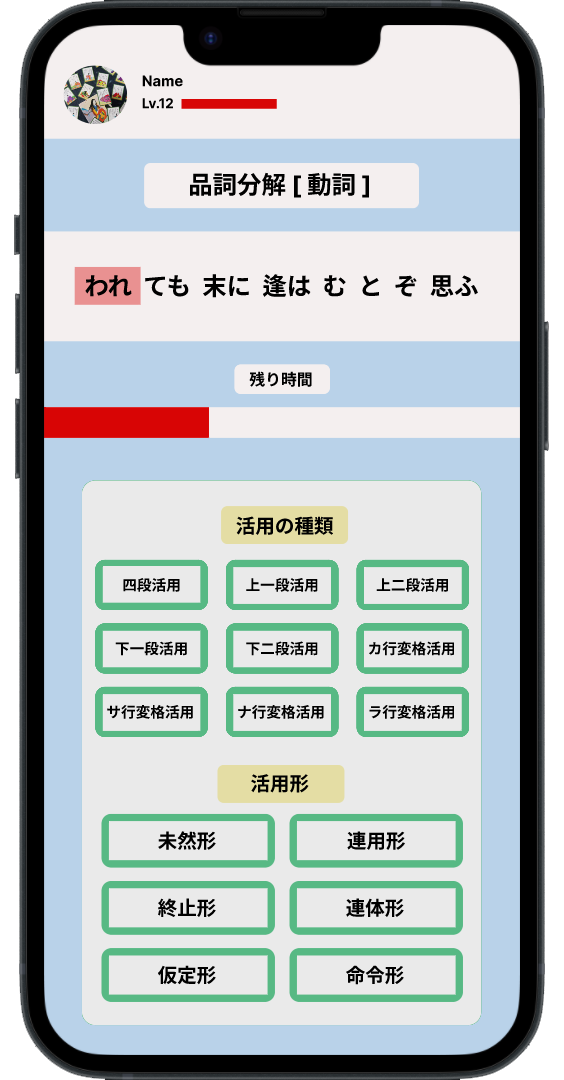 Name
Lv.12
品詞分解 [ 動詞 ]
われ ても 末に 逢は む と ぞ 思ふ
残り時間
活用の種類
四段活用 上一段活用 上二段活用
下一段活用 下二段活用 カ行変格活用
サ行変格活用 ナ行変格活用 ラ行変格活用
活用形
未然形 連用形
終止形 連体形
仮定形 命令形